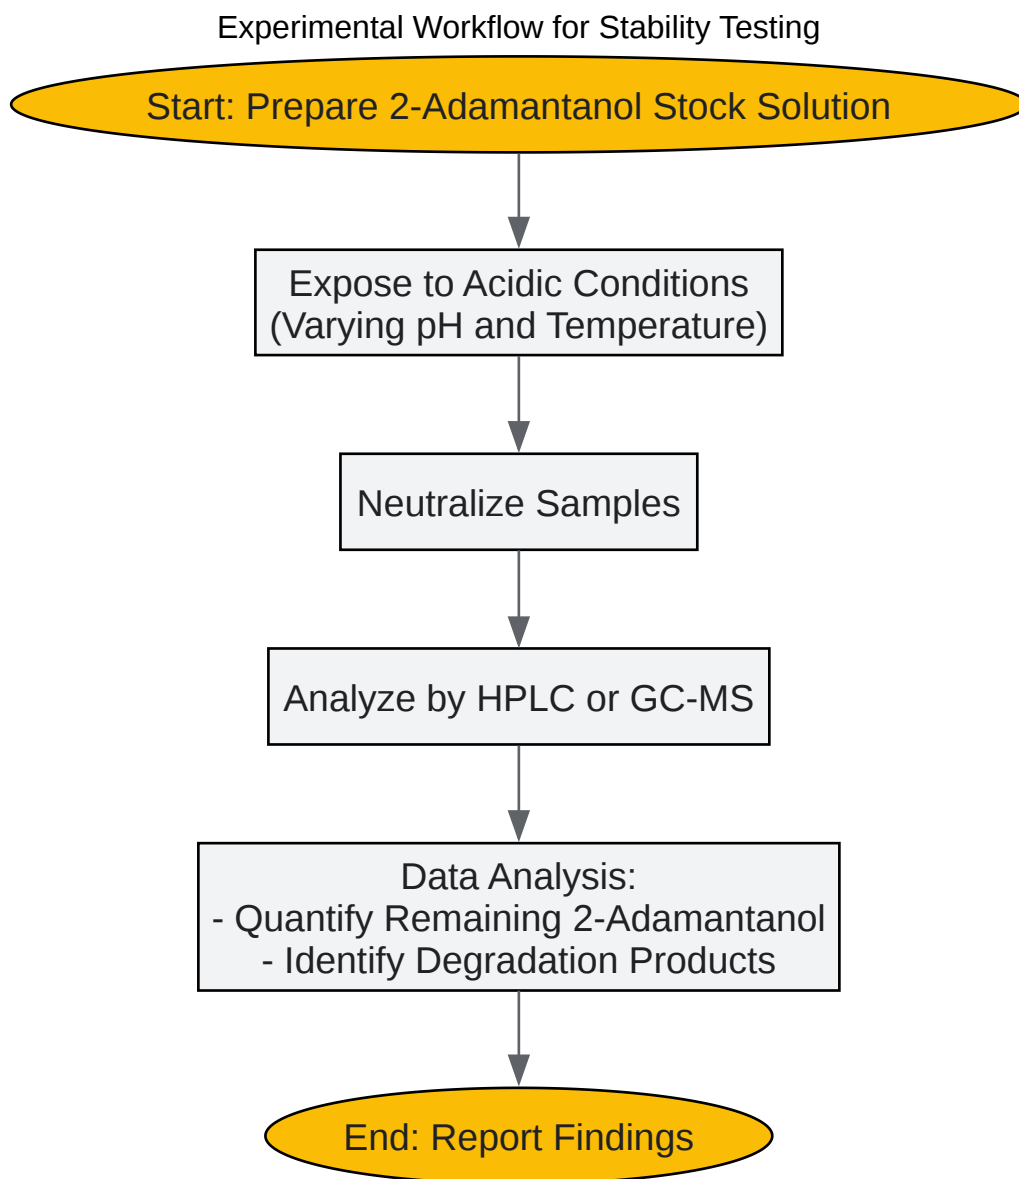 Experimental Workflow for Stability Testing
Start: Prepare 2-Adamantanol Stock Solution
Expose to Acidic Conditions
(Varying pH and Temperature)
Neutralize Samples
Analyze by HPLC or GC-MS
Data Analysis:
- Quantify Remaining 2-Adamantanol
- Identify Degradation Products
End: Report Findings